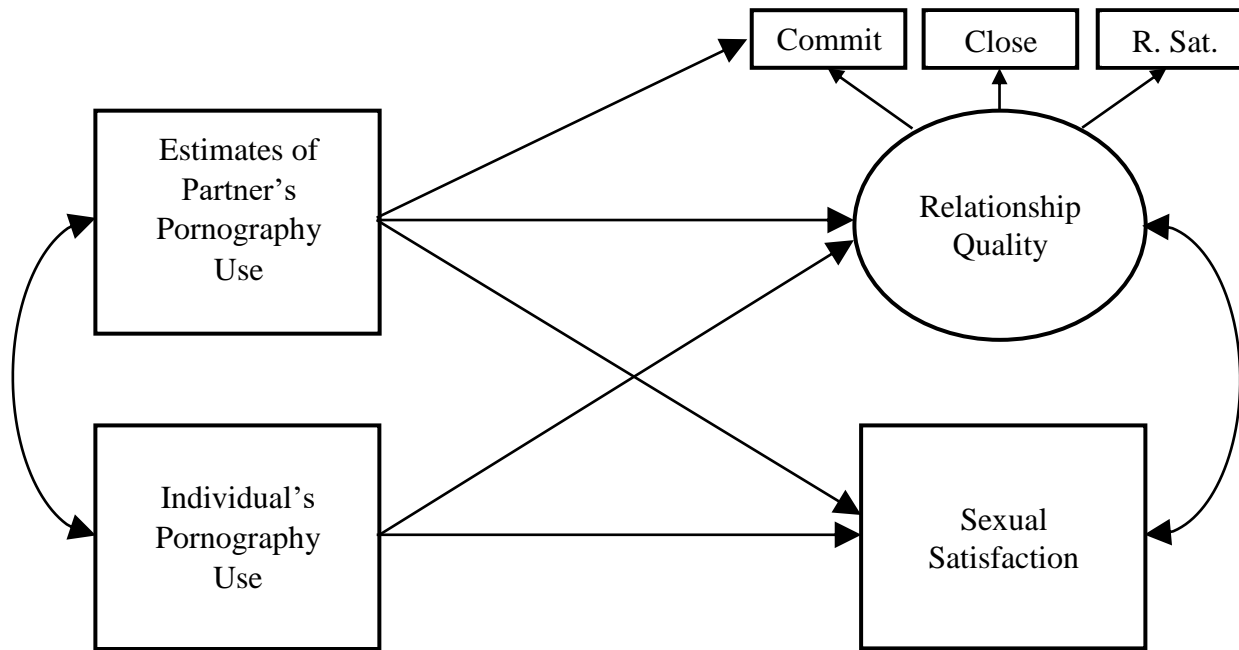 Commit
Close
R. Sat.
Estimates of
Partner’s
Pornography
Use
Relationship
Quality
Individual’s
Pornography
Use
Sexual
Satisfaction